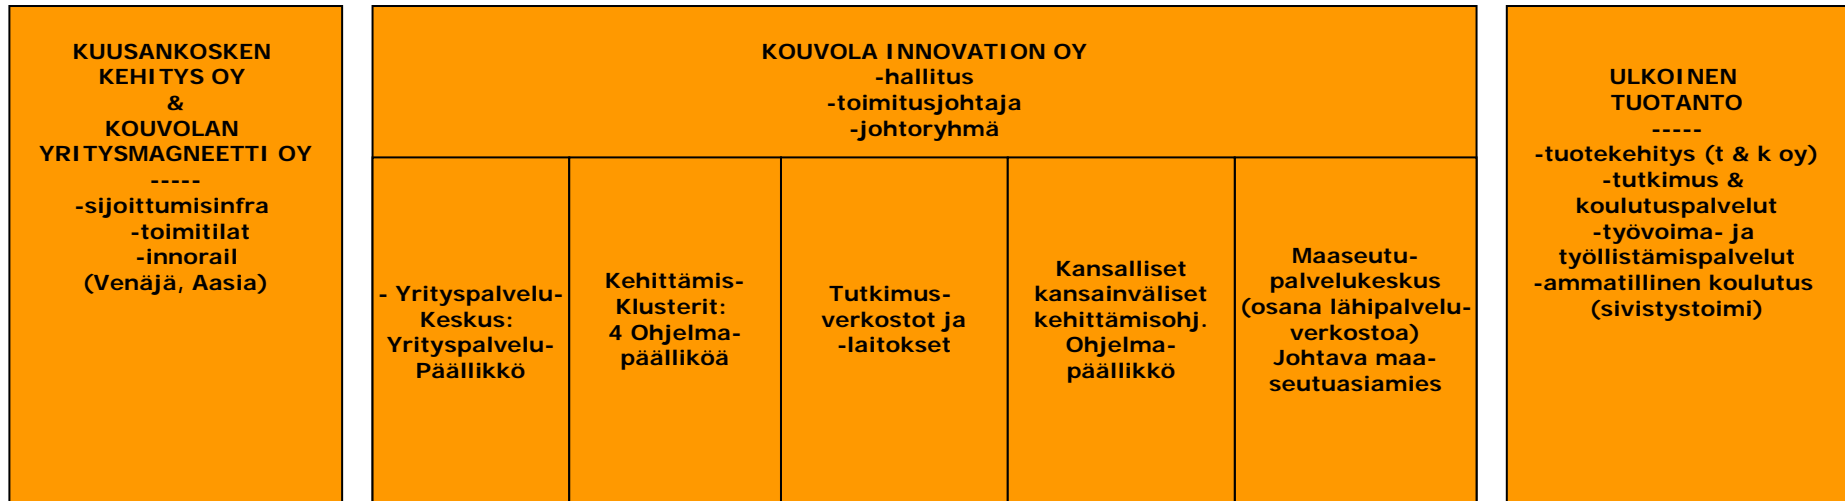 KUUSANKOSKEN
KEHITYS OY
&
KOUVOLAN
YRITYSMAGNEETTI OY
-----
-sijoittumisinfra
-toimitilat
-innorail
(Venäjä, Aasia)
KOUVOLA INNOVATION OY
-hallitus
-toimitusjohtaja
-johtoryhmä
- Yrityspalvelu-
Keskus:
Yrityspalvelu-
Päällikkö
Kehittämis-
Klusterit:
4 Ohjelma-
päälliköä
Tutkimus-
verkostot ja
-laitokset
Kansalliset
kansainväliset
kehittämisohj.
Ohjelma-
päällikkö
Maaseutu-
palvelukeskus
(osana lähipalvelu-
verkostoa)
Johtava maa-
seutuasiamies
ULKOINEN
TUOTANTO
-----
-tuotekehitys (t & k oy)
-tutkimus &
koulutuspalvelut
-työvoima- ja
työllistämispalvelut
-ammatillinen koulutus
(sivistystoimi)